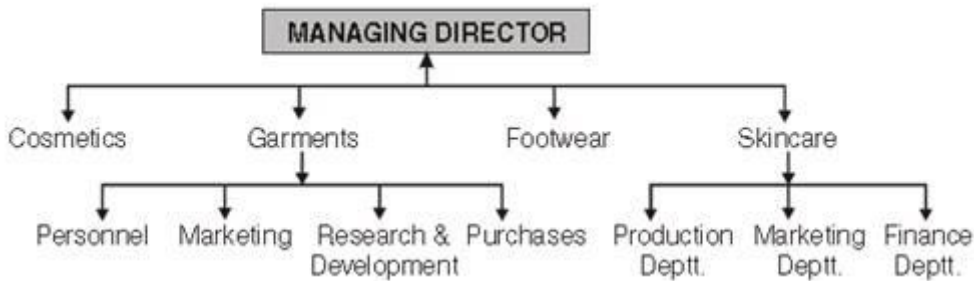 MANAGING DIRECTOR
Cosmetics Garments Footwear Skincare
Personnel Marketing Research & Purchases Production Marketing Finance
Development Deptt. Deptt. Deptt.